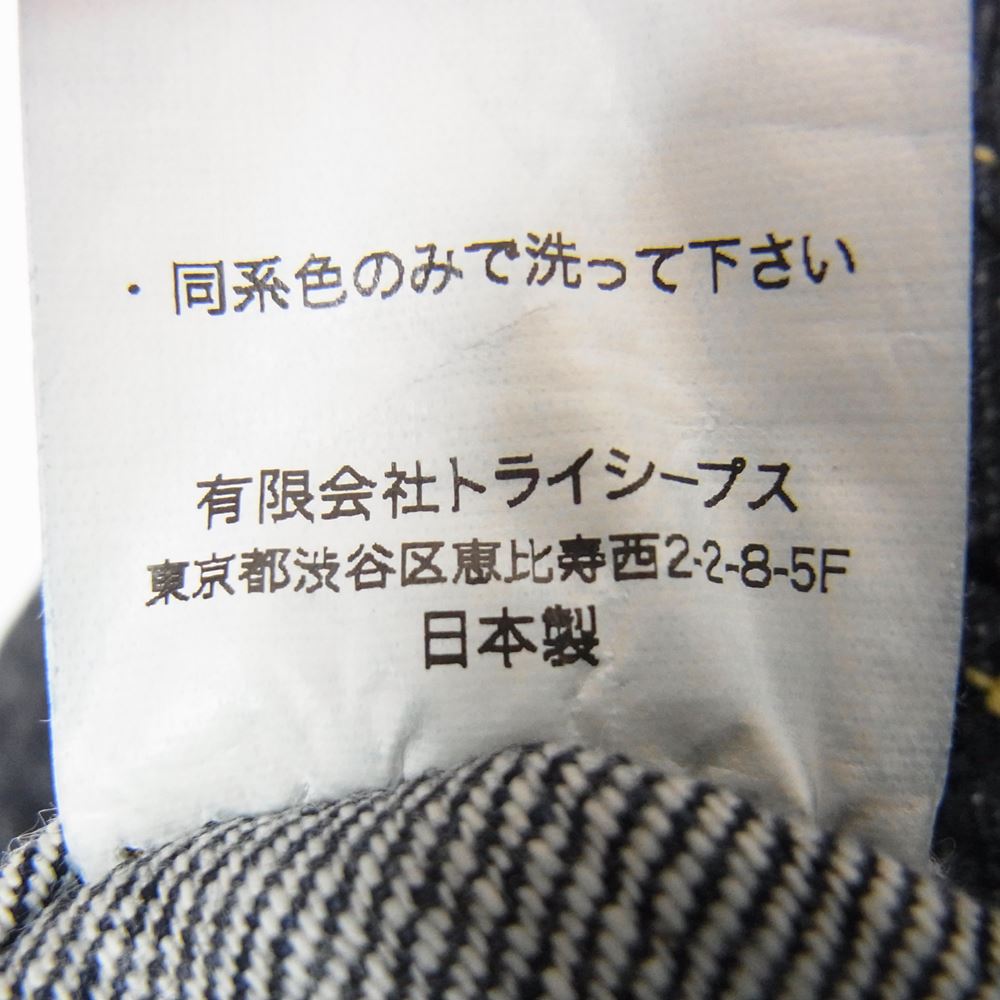 ・同系色のみで洗って下さい
有限会社トライシープス
東京都渋谷区恵比寿西2-2-8-5F
日本製